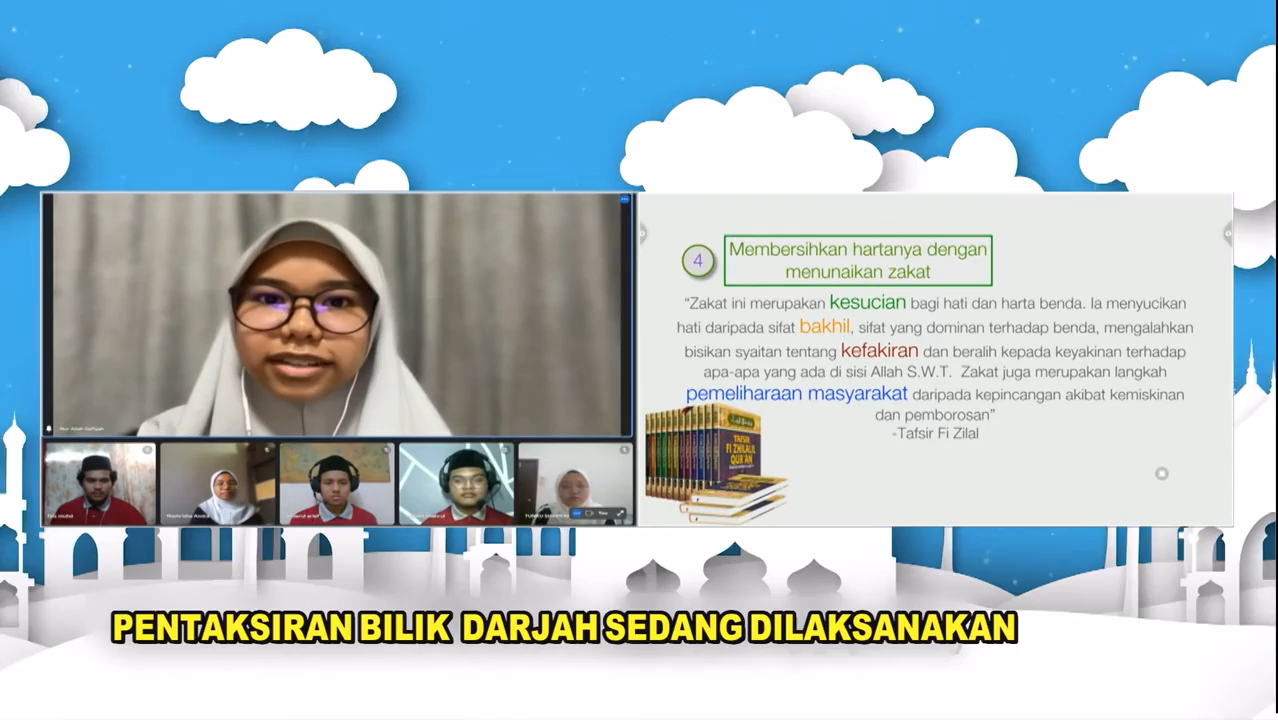 4
Membersihkan hartanya dengan
menunaikan zakat
“Zakat ini merupakan kesucian bagi hati dan harta benda. Ia menyucikan
hati daripada sifat bakhil, sifat yang dominan terhadap benda, mengalahkan
bisikan syaitan tentang kefakiran dan beralih kepada keyakinan terhadap
apa-apa yang ada di sisi Allah S.W.T. Zakat juga merupakan langkah
pemeliharaan masyarakat daripada kepincangan akibat kemiskinan
dan pemborosan”
-Tafsir Fi Zilal
TAFSIR
FI ZHILALIL
QUR'AN
You
PENTAKSIRAN BILIK DARJAH SEDANG DILAKSANAKAN